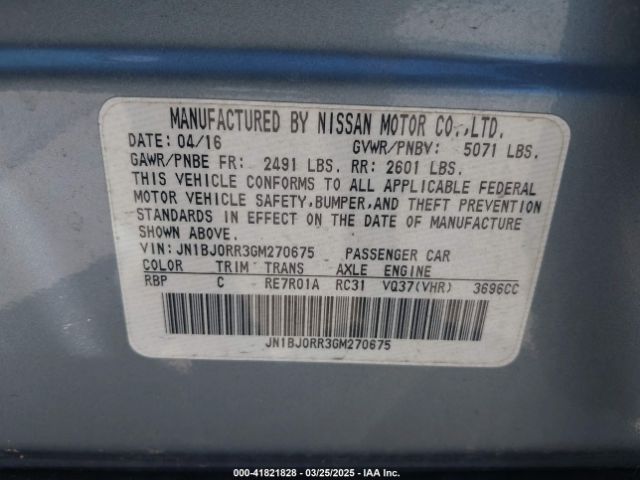 MANUFACTURED BY NISSAN MOTOR CO.,LTD.
DATE: 04/16 GVWR/PNBV: 5071 LBS.
GAWR/PNBE FR: 2491 LBS. RR: 2601 LBS.
THIS VEHICLE CONFORMS TO ALL APPLICABLE FEDERAL
MOTOR VEHICLE SAFETY,BUMPER,AND THEFT PREVENTION
STANDARDS IN EFFECT ON THE DATE OF MANUFACTURE
SHOWN ABOVE.
VIN:JN1BJ0RR3GM270675 PASSENGER CAR
COLOR TRIM TRANS AXLE ENGINE
RBP C RE7R01A RC31 VQ37(VHR) 3696CC
JN1BJ0RR3GM270675
000-41821828 - 03/25/2025 - IAA Inc.